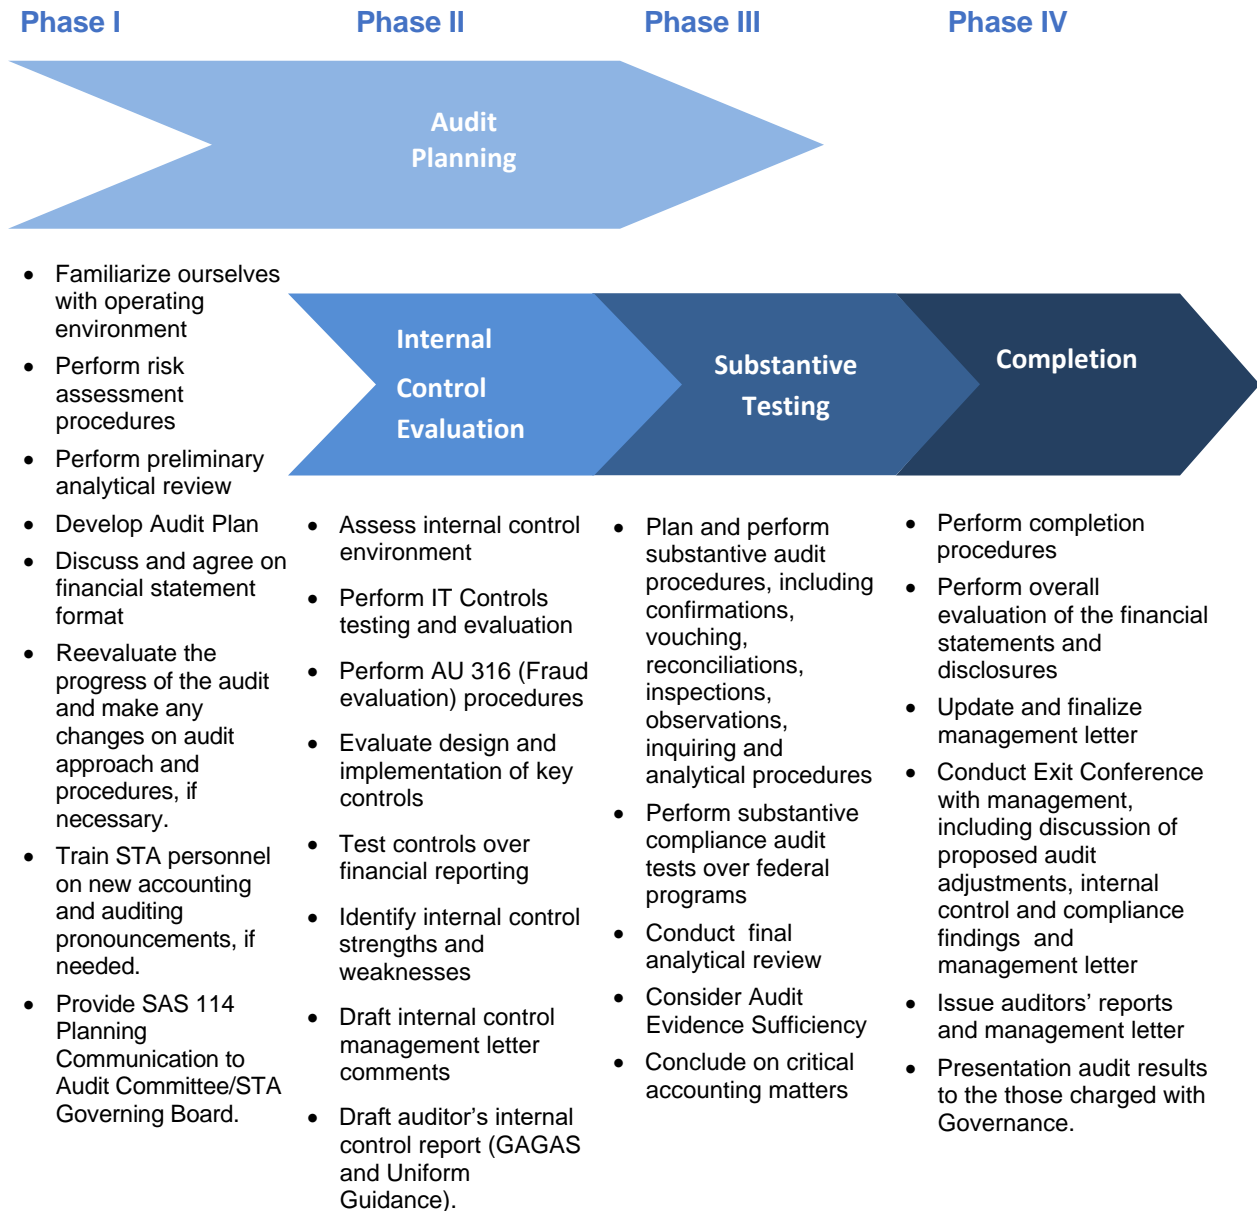 Phase I
Phase II
Phase III
Phase IV
Audit
Planning
• Familiarize ourselves
with operating
environment
• Perform risk
assessment
procedures
• Perform preliminary
analytical review
• Develop Audit Plan
• Discuss and agree on
financial statement
format
• Reevaluate the
progress of the audit
and make any
changes on audit
approach and
procedures, if
necessary.
• Train STA personnel
on new accounting
and auditing
pronouncements, if
needed.
• Provide SAS 114
Planning
Communication to
Audit Committee/STA
Governing Board.
Internal
Control
Evaluation
• Assess internal control
environment
• Perform IT Controls
testing and evaluation
• Perform AU 316 (Fraud
evaluation) procedures
• Evaluate design and
implementation of key
controls
• Test controls over
financial reporting
• Identify internal control
strengths and
weaknesses
• Draft internal control
management letter
comments
• Draft auditor's internal
control report (GAGAS
and Uniform
Guidance).
Substantive
Testing
• Plan and perform
substantive audit
procedures, including
confirmations,
vouching,
reconciliations,
inspections,
observations,
inquiring and
analytical procedures
• Perform substantive
compliance audit
tests over federal
programs
• Conduct final
analytical review
• Consider Audit
Evidence Sufficiency
• Conclude on critical
accounting matters
Completion
• Perform completion
procedures
• Perform overall
evaluation of the financial
statements and
disclosures
• Update and finalize
management letter
• Conduct Exit Conference
with management,
including discussion of
proposed audit
adjustments, internal
control and compliance
findings and
management letter
• Issue auditors' reports
and management letter
• Presentation audit results
to the those charged with
Governance.